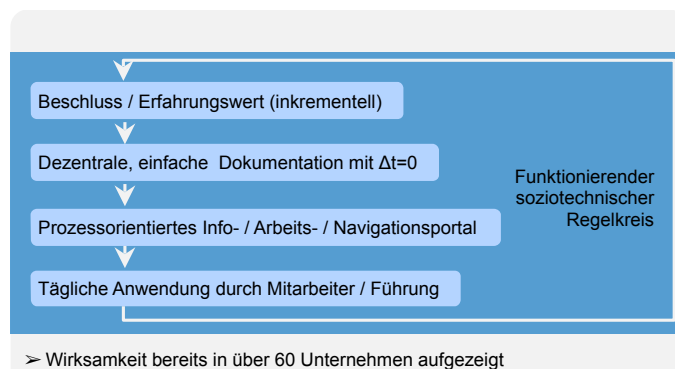 Beschluss / Erfahrungswert (inkrementell)
Dezentrale, einfache Dokumentation mit Δt=0
Prozessorientiertes Info- / Arbeits- / Navigationsportal
Tägliche Anwendung durch Mitarbeiter / Führung
Funktionierender
soziotechnischer
Regelkreis
➢ Wirksamkeit bereits in über 60 Unternehmen aufgezeigt